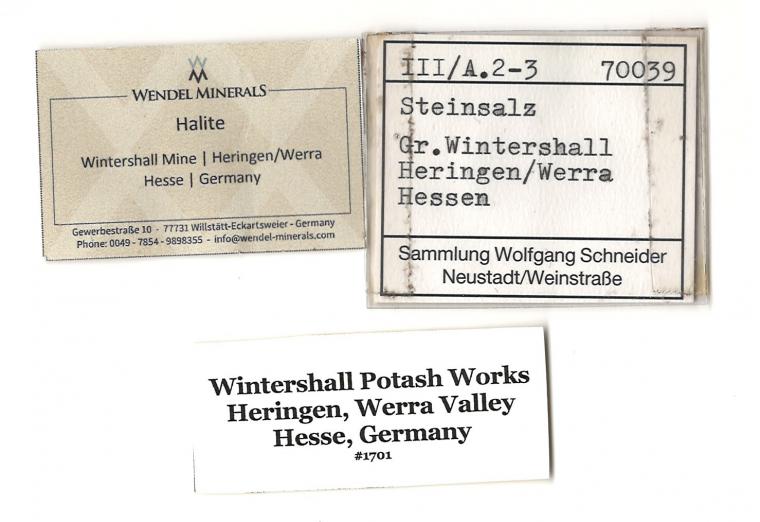 WENDEL MINERALS
Halite
Wintershall Mine | Heringen/Werra
Hesse | Germany
Gewerbestraße 10 - 77731 Willstätt-Eckartsweier - Germany
Phone: 0049 - 7854 - 9898355 - info@wendel-minerals.com
III/A.2-3 70039
Steinsalz
Gr.Wintershall
Heringen/Werra
Hessen
Sammlung Wolfgang Schneider
Neustadt/Weinstraße
Wintershall Potash Works
Heringen, Werra Valley
Hesse, Germany
#1701